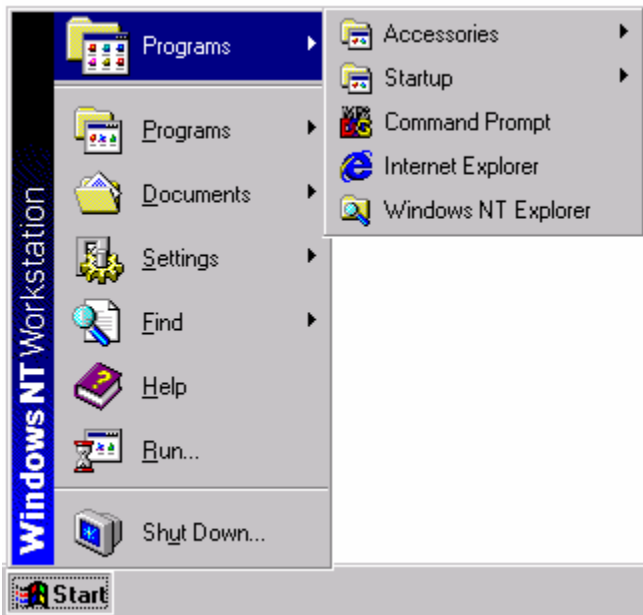 Programs
Programs
Documents
Settings
Find
Help
Run...
Shut Down...
Windows NT Workstation
Start
Accessories
Startup
Command Prompt
Internet Explorer
Windows NT Explorer